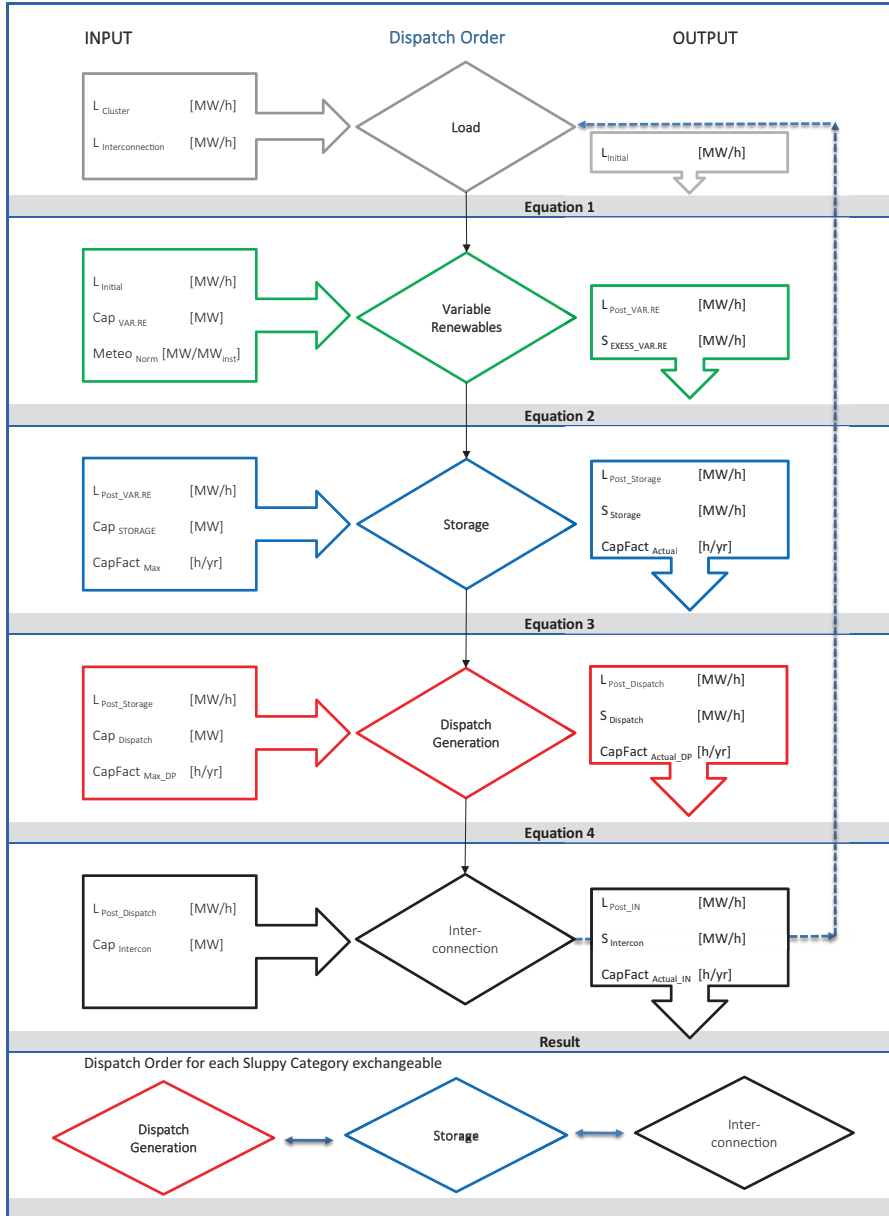 INPUT Dispatch Order OUTPUT
L Cluster [MW/h]
L Interconnection [MW/h]
Load
L Initial [MW/h]
Equation 1
L Initial [MW/h]
Cap VAR.RE [MW]
Meteo Norm [MW/MW inst]
Variable
Renewables
L Post_VAR.RE [MW/h]
S EXESS_VAR.RE [MW/h]
Equation 2
L Post_VAR.RE [MW/h]
Cap STORAGE [MW]
CapFact Max [h/yr]
Storage
L Post_Storage [MW/h]
S Storage [MW/h]
CapFact Actual [h/yr]
Equation 3
L Post_Storage [MW/h]
Cap Dispatch [MW]
CapFact Max_DP [h/yr]
Dispatch
Generation
L Post_Dispatch [MW/h]
S Dispatch [MW/h]
CapFact Actual_DP [h/yr]
Equation 4
L Post_Dispatch [MW/h]
Cap Intercon [MW]
Inter-
connection
L Post_IN [MW/h]
S Intercon [MW/h]
CapFact Actual_IN [h/yr]
Result
Dispatch Order for each Sluppy Category exchangeable
Dispatch
Generation
Storage
Inter-
connection